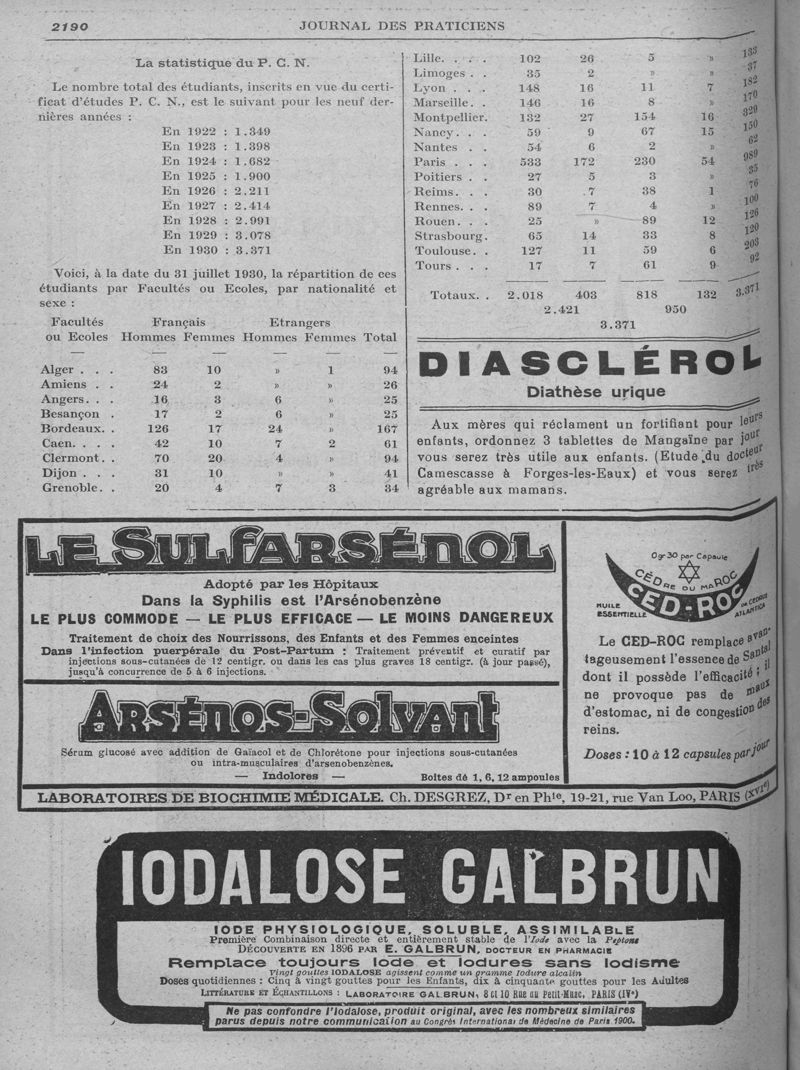 2190
JOURNAL DES PRATICIENS
La statistique du P. C. N.
Le nombre total des étudiants, inscrits en vue du certi-
ficat d'études P. C. N., est le suivant pour les neuf der-
nières années :
En 1922 : 1.349
En 1923 : 1.398
En 1924 : 1.682
En 1925 : 1.900
En 1926 : 2.211
En 1927 : 2.414
En 1928 : 2.991
En 1929 : 3.078
En 1930 : 3.371
Voici, à la date du 31 juillet 1930, la répartition de ces
étudiants par Facultés ou Ecoles, par nationalité et
sexe :
Facultés Français Etrangers
ou Ecoles Hommes Femmes Hommes Femmes Total
Alger . . . 83 10 » 1 94
Amiens . . 24 2 » » 26
Angers. . . 16 3 6 » 25
Besançon . 17 2 6 » 25
Bordeaux. . 126 17 24 » 167
Caen. . . . 42 10 7 2 61
Clermont. . 70 20 4 » 94
Dijon . . . 31 10 » » 41
Grenoble. . 20 4 7 3 34
Lille. . . . 102 26 5 » 133
Limoges . . 35 2 » » 37
Lyon . . . 148 16 11 7 182
Marseille. . 146 16 8 » 170
Montpellier. 132 27 154 16 329
Nancy. . . 59 9 67 15 150
Nantes . . 54 6 2 » 62
Paris . . . 533 172 230 54 989
Poitiers . . 27 5 3 » 35
Reims. . . 30 7 38 1 76
Rennes. . . 89 7 4 » 100
Rouen. . . 25 » 89 12 126
Strasbourg. 65 14 33 8 120
Toulouse. . 127 11 59 6 203
Tours . . . 17 7 61 9 92
Totaux. . 2.018 403 818 132 3.371
2.421 950
3.371
DIASCLÉROL
Diathèse urique
Aux mères qui réclament un fortifiant pour leurs
enfants, ordonnez 3 tablettes de Mangaïne par jour
vous serez très utile aux enfants. (Etude du docteur
Camescasse à Forges-les-Eaux) et vous serez très
agréable aux mamans.
LE SULFARSÉNOL
Adopté par les Hôpitaux
Dans la Syphilis est l'Arsénobenzène
LE PLUS COMMODE — LE PLUS EFFICACE — LE MOINS DANGEREUX
Traitement de choix des Nourrissons, des Enfants et des Femmes enceintes
Dans l'infection puerpérale du Post-Partum : Traitement préventif et curatif par
injections sous-cutanées de 12 centigr. ou dans les cas plus graves 18 centigr. (à jour passé),
jusqu'à concurrence de 5 à 6 injections.
ARSÉNOS-SOLVANT
Sérum glucosé avec addition de Gaïacol et de Chlorétone pour injections sous-cutanées
ou intra-musculaires d'arsenobenzènes.
— Indolores — Boîtes de 1, 6, 12 ampoules
Ogr 30 par Capsule
CÈDRE DU MAROC
CED-ROC
HUILE ESSENTIELLE
DE CEDRUS ATLANTICA
Le CED-ROC remplace avan-
tageusement l'essence de Santal
dont il possède l'efficacité ; il
ne provoque pas de maux
d'estomac, ni de congestion des
reins.
Doses : 10 à 12 capsules par jour
LABORATOIRES DE BIOCHIMIE MÉDICALE. Ch. DESGREZ, Dr en Phie, 19-21, rue Van Loo, PARIS (XVIe)
IODALOSE GALBRUN
IODE PHYSIOLOGIQUE, SOLUBLE, ASSIMILABLE
Première Combinaison directe et entièrement stable de l'Iode avec la Peptone
DÉCOUVERTE EN 1896 PAR E. GALBRUN, DOCTEUR EN PHARMACIE
Remplace toujours Iode et Iodures sans Iodisme
Vingt gouttes IODALOSE agissent comme un gramme Iodure alcalin
Doses quotidiennes : Cinq à vingt gouttes pour les Enfants, dix à cinquante gouttes pour les Adultes
LITTÉRATURE ET ÉCHANTILLONS : LABORATOIRE GALBRUN, 8 et 10 Rue du Petit-Musc, PARIS (IVe)
Ne pas confondre l'Iodalose, produit original, avec les nombreux similaires
parus depuis notre communication au Congrès International de Médecine de Paris 1900.